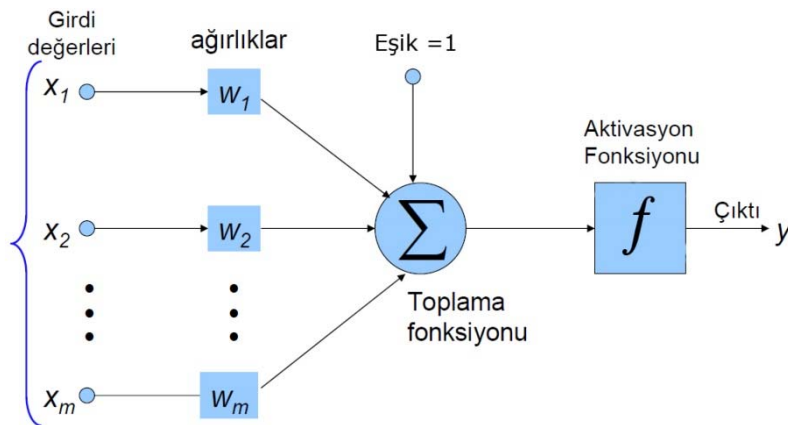 Girdi
değerleri
ağırlıklar
Eşik =1
x1
w1
Aktivasyon
Fonksiyonu
x2
w2
∑
f
Çıktı
y
Toplama
fonksiyonu
xm
wm